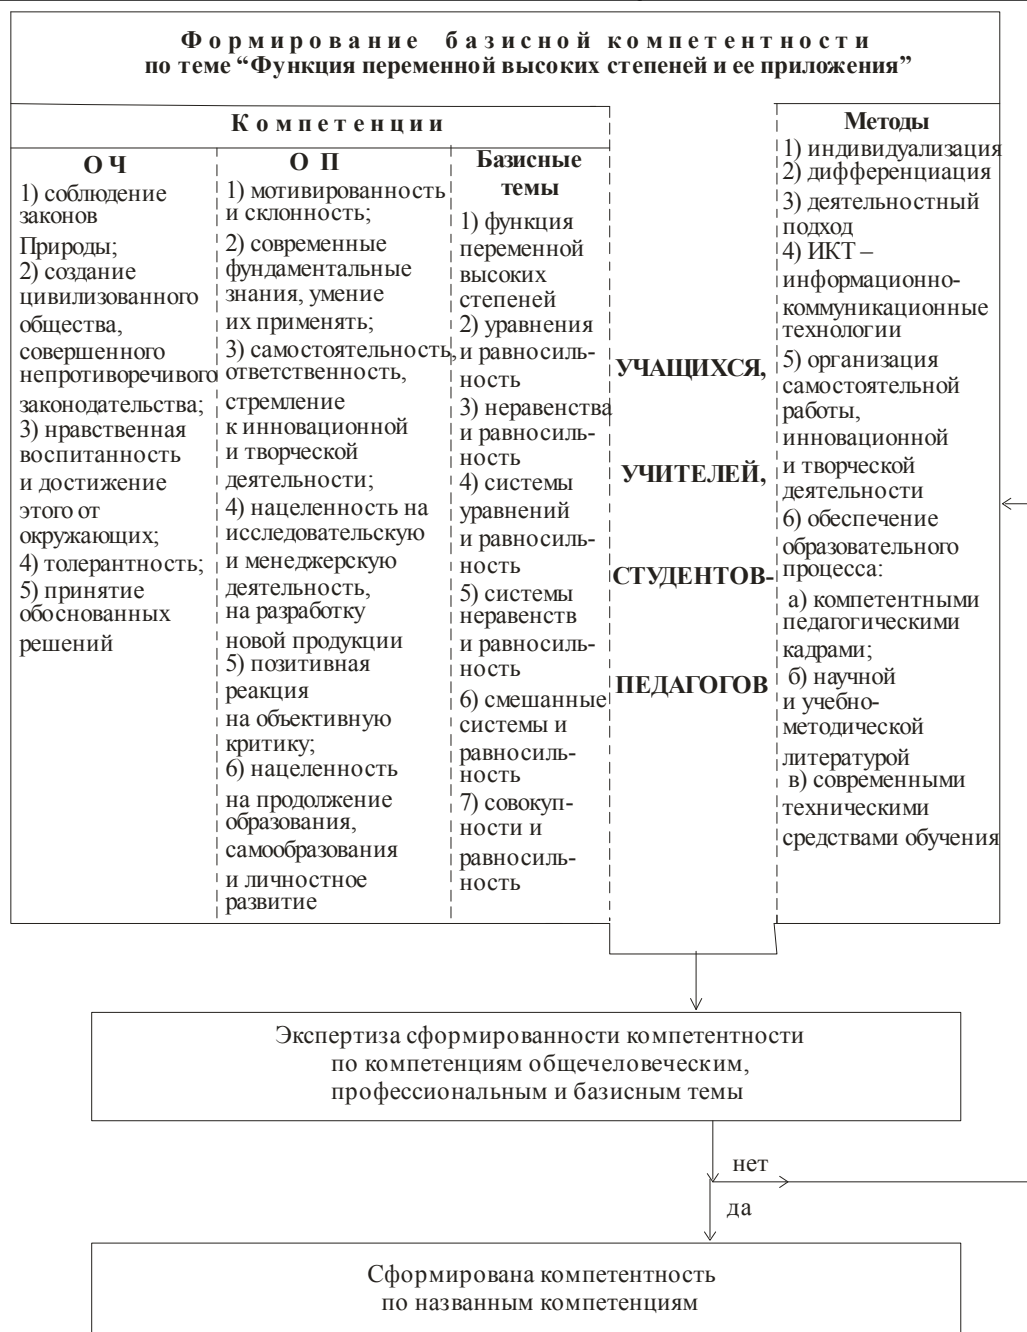 Формирование базисной компетентности
по теме “Функция переменной высоких степеней и ее приложения”
Компетенции
ОЧ
1) соблюдение
законов
Природы;
2) создание
цивилизованного
общества,
совершенного
непротиворечивого
законодательства;
3) нравственная
воспитанность
и достижение
этого от
окружающих;
4) толерантность;
5) принятие
обоснованных
решений
ОП
1) мотивированность
и склонность;
2) современные
фундаментальные
знания, умение
их применять;
3) самостоятельность,
ответственность,
стремление
к инновационной
и творческой
деятельности;
4) нацеленность на
исследовательскую
и менеджерскую
деятельность,
на разработку
новой продукции
5) позитивная
реакция
на объективную
критику;
6) нацеленность
на продолжение
образования,
самообразования
и личностное
развитие
Базисные
темы
1) функция
переменной
высоких
степеней
2) уравнения
и равносиль-
ность
3) неравенства
и равносиль-
ность
4) системы
уравнений
и равносиль-
ность
5) системы
неравенств
и равносиль-
ность
6) смешанные
системы и
равносиль-
ность
7) совокуп-
ности и
равносиль-
ность
УЧАЩИХСЯ,
УЧИТЕЛЕЙ,
СТУДЕНТОВ-
ПЕДАГОГОВ
Методы
1) индивидуализация
2) дифференциация
3) деятельностный
подход
4) ИКТ –
информационно-
коммуникационные
технологии
5) организация
самостоятельной
работы,
инновационной
и творческой
деятельности
6) обеспечение
образовательного
процесса:
а) компетентными
педагогическими
кадрами;
б) научной
и учебно-
методической
литературой
в) современными
техническими
средствами обучения
Экспертиза сформированности компетентности
по компетенциям общечеловеческим,
профессиональным и базисным темы
нет
да
Сформирована компетентность
по названным компетенциям